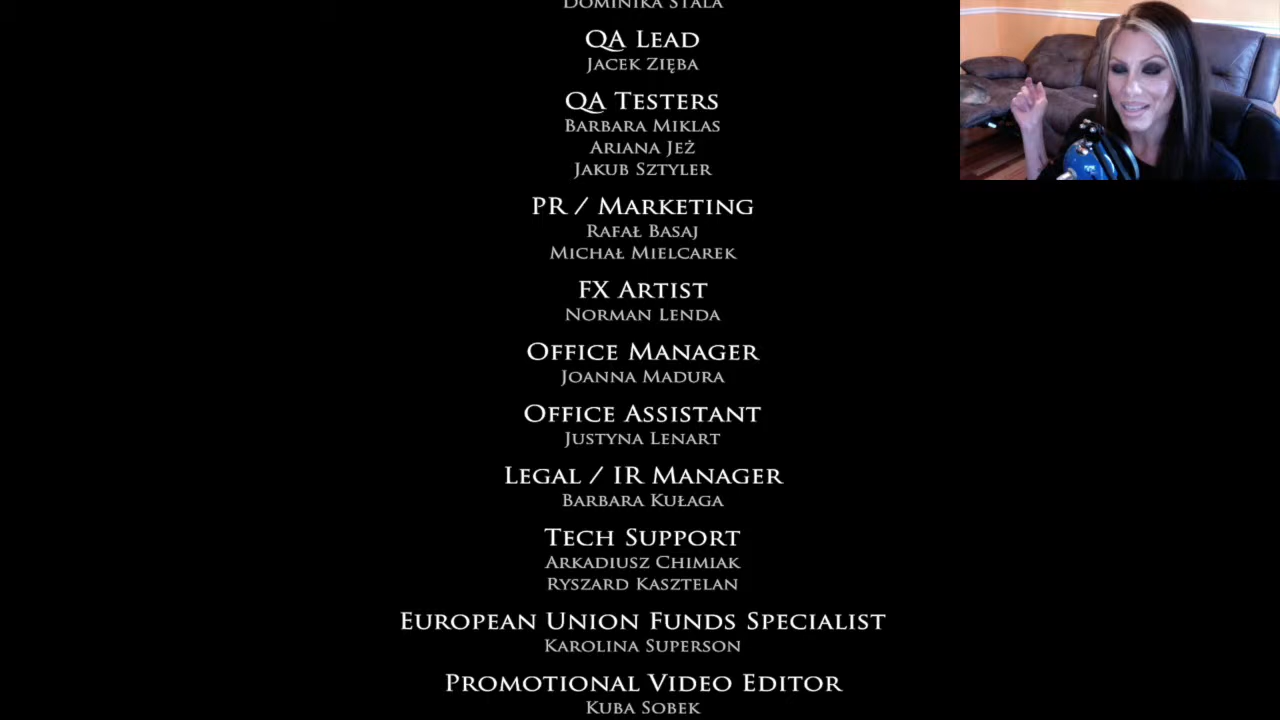 Dominika Stala
QA Lead
Jacek Zięba
QA Testers
Barbara Miklas
Ariana Jeż
Jakub Sztyler
PR / Marketing
Rafał Basaj
Michał Mielcarek
FX Artist
Norman Lenda
Office Manager
Joanna Madura
Office Assistant
Justyna Lenart
Legal / IR Manager
Barbara Kułaga
Tech Support
Arkadiusz Chimiak
Ryszard Kasztelan
European Union Funds Specialist
Karolina Superson
Promotional Video Editor
Kuba Sobek